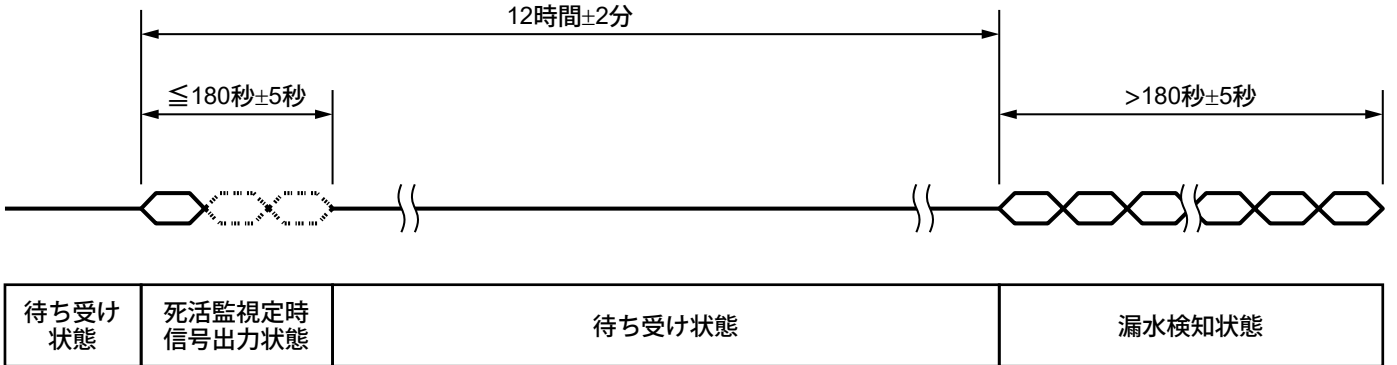 12時間±2分
≦180秒±5秒
>180秒±5秒
待ち受け
状態
死活監視定時
信号出力状態
待ち受け状態
漏水検知状態